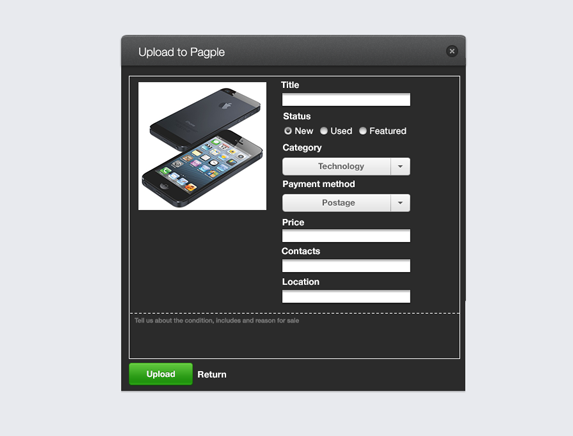 Upload to Pagple
Title
Status
New Used Featured
Category
Technology
Payment method
Postage
Price
Contacts
Location
Tell us about the condition, includes and reason for sale
Upload Return